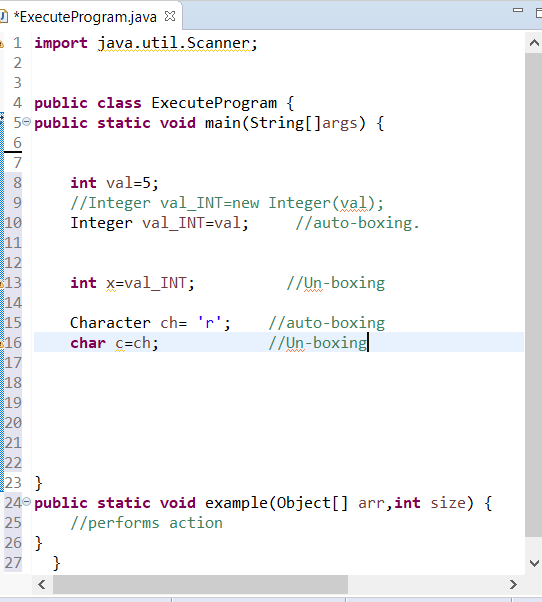 *ExecuteProgram.java
1 import java.util.Scanner;
2
3
4 public class ExecuteProgram {
5 public static void main(String[]args) {
6
7
8 int val=5;
9 //Integer val_INT=new Integer(val);
10 Integer val_INT=val; //auto-boxing.
11
12
13 int x=val_INT; //Un-boxing
14
15 Character ch= 'r'; //auto-boxing
16 char c=ch; //Un-boxing
17
18
19
20
21
22
23 }
24 public static void example(Object[] arr,int size) {
25 //performs action
26 }
27 }